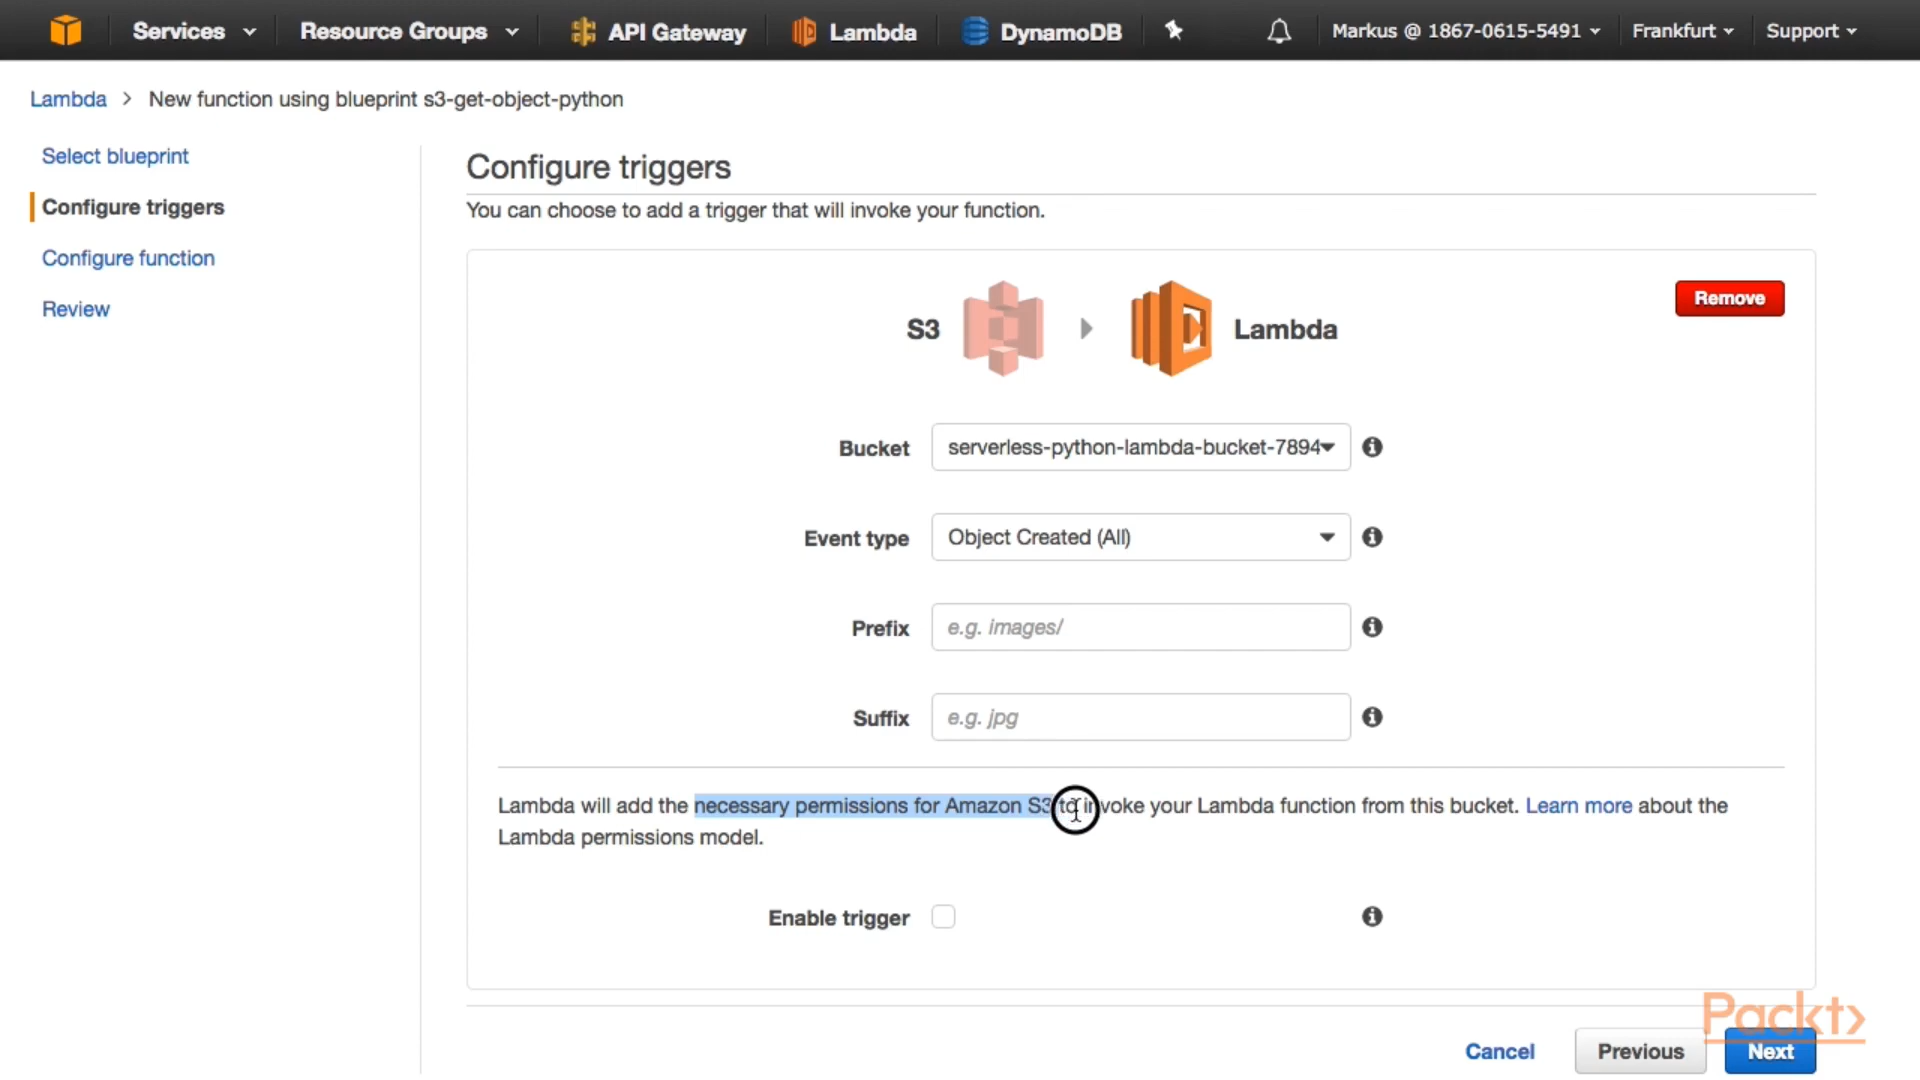 Services
Resource Groups
API Gateway
Lambda
DynamoDB
Markus @ 1867-0615-5491
Frankfurt
Support
Lambda > New function using blueprint s3-get-object-python
Select blueprint
Configure triggers
Configure function
Review
Configure triggers
You can choose to add a trigger that will invoke your function.
Remove
S3
Lambda
Bucket
serverless-python-lambda-bucket-7894
Event type
Object Created (All)
Prefix
e.g. images/
Suffix
e.g. jpg
Lambda will add the necessary permissions for Amazon S3 to invoke your Lambda function from this bucket. Learn more about the
Lambda permissions model.
Enable trigger
Packt>
Cancel
Previous
Next